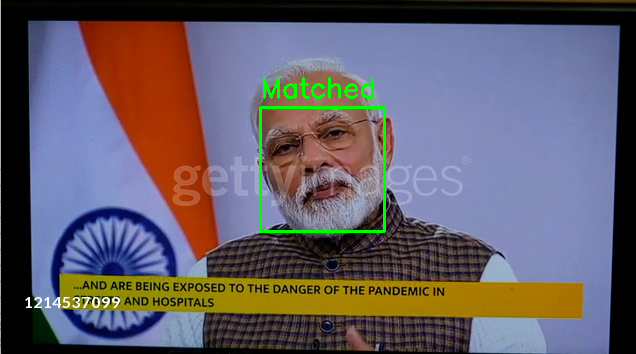 Matched
gettyimages®
...AND ARE BEING EXPOSED TO THE DANGER OF THE PANDEMIC IN
AND HOSPITALS
1214537099